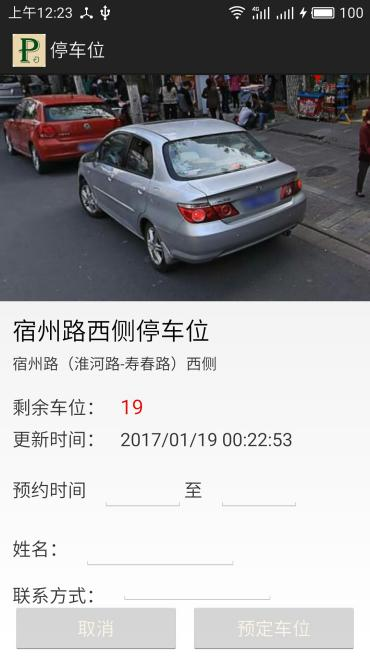 上午12:23 4G 100
P 停车位
宿州路西侧停车位
宿州路（淮河路-寿春路）西侧
剩余车位： 19
更新时间： 2017/01/19 00:22:53
预约时间 至
姓名：
联系方式：
取消 预定车位